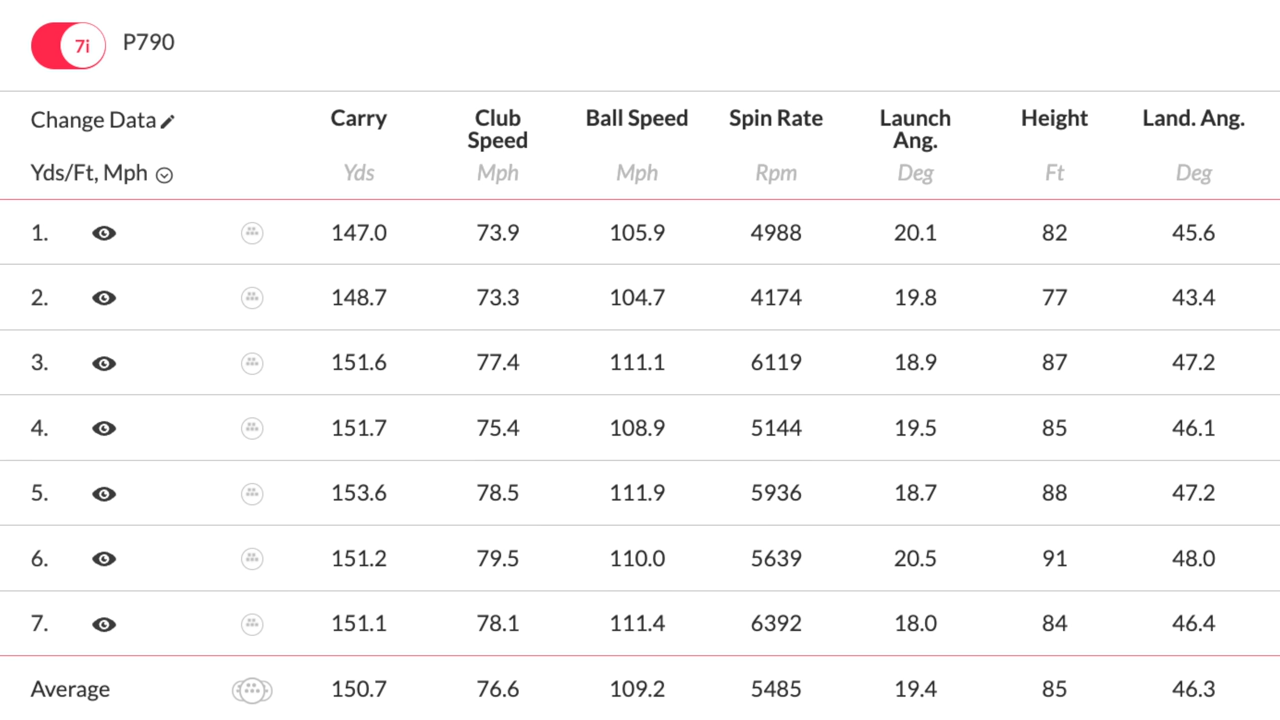 7i P790
Change Data Carry Club Speed Ball Speed Spin Rate Launch Ang. Height Land. Ang.
Yds/Ft, Mph Yds Mph Mph Rpm Deg Ft Deg
1. 147.0 73.9 105.9 4988 20.1 82 45.6
2. 148.7 73.3 104.7 4174 19.8 77 43.4
3. 151.6 77.4 111.1 6119 18.9 87 47.2
4. 151.7 75.4 108.9 5144 19.5 85 46.1
5. 153.6 78.5 111.9 5936 18.7 88 47.2
6. 151.2 79.5 110.0 5639 20.5 91 48.0
7. 151.1 78.1 111.4 6392 18.0 84 46.4
Average 150.7 76.6 109.2 5485 19.4 85 46.3